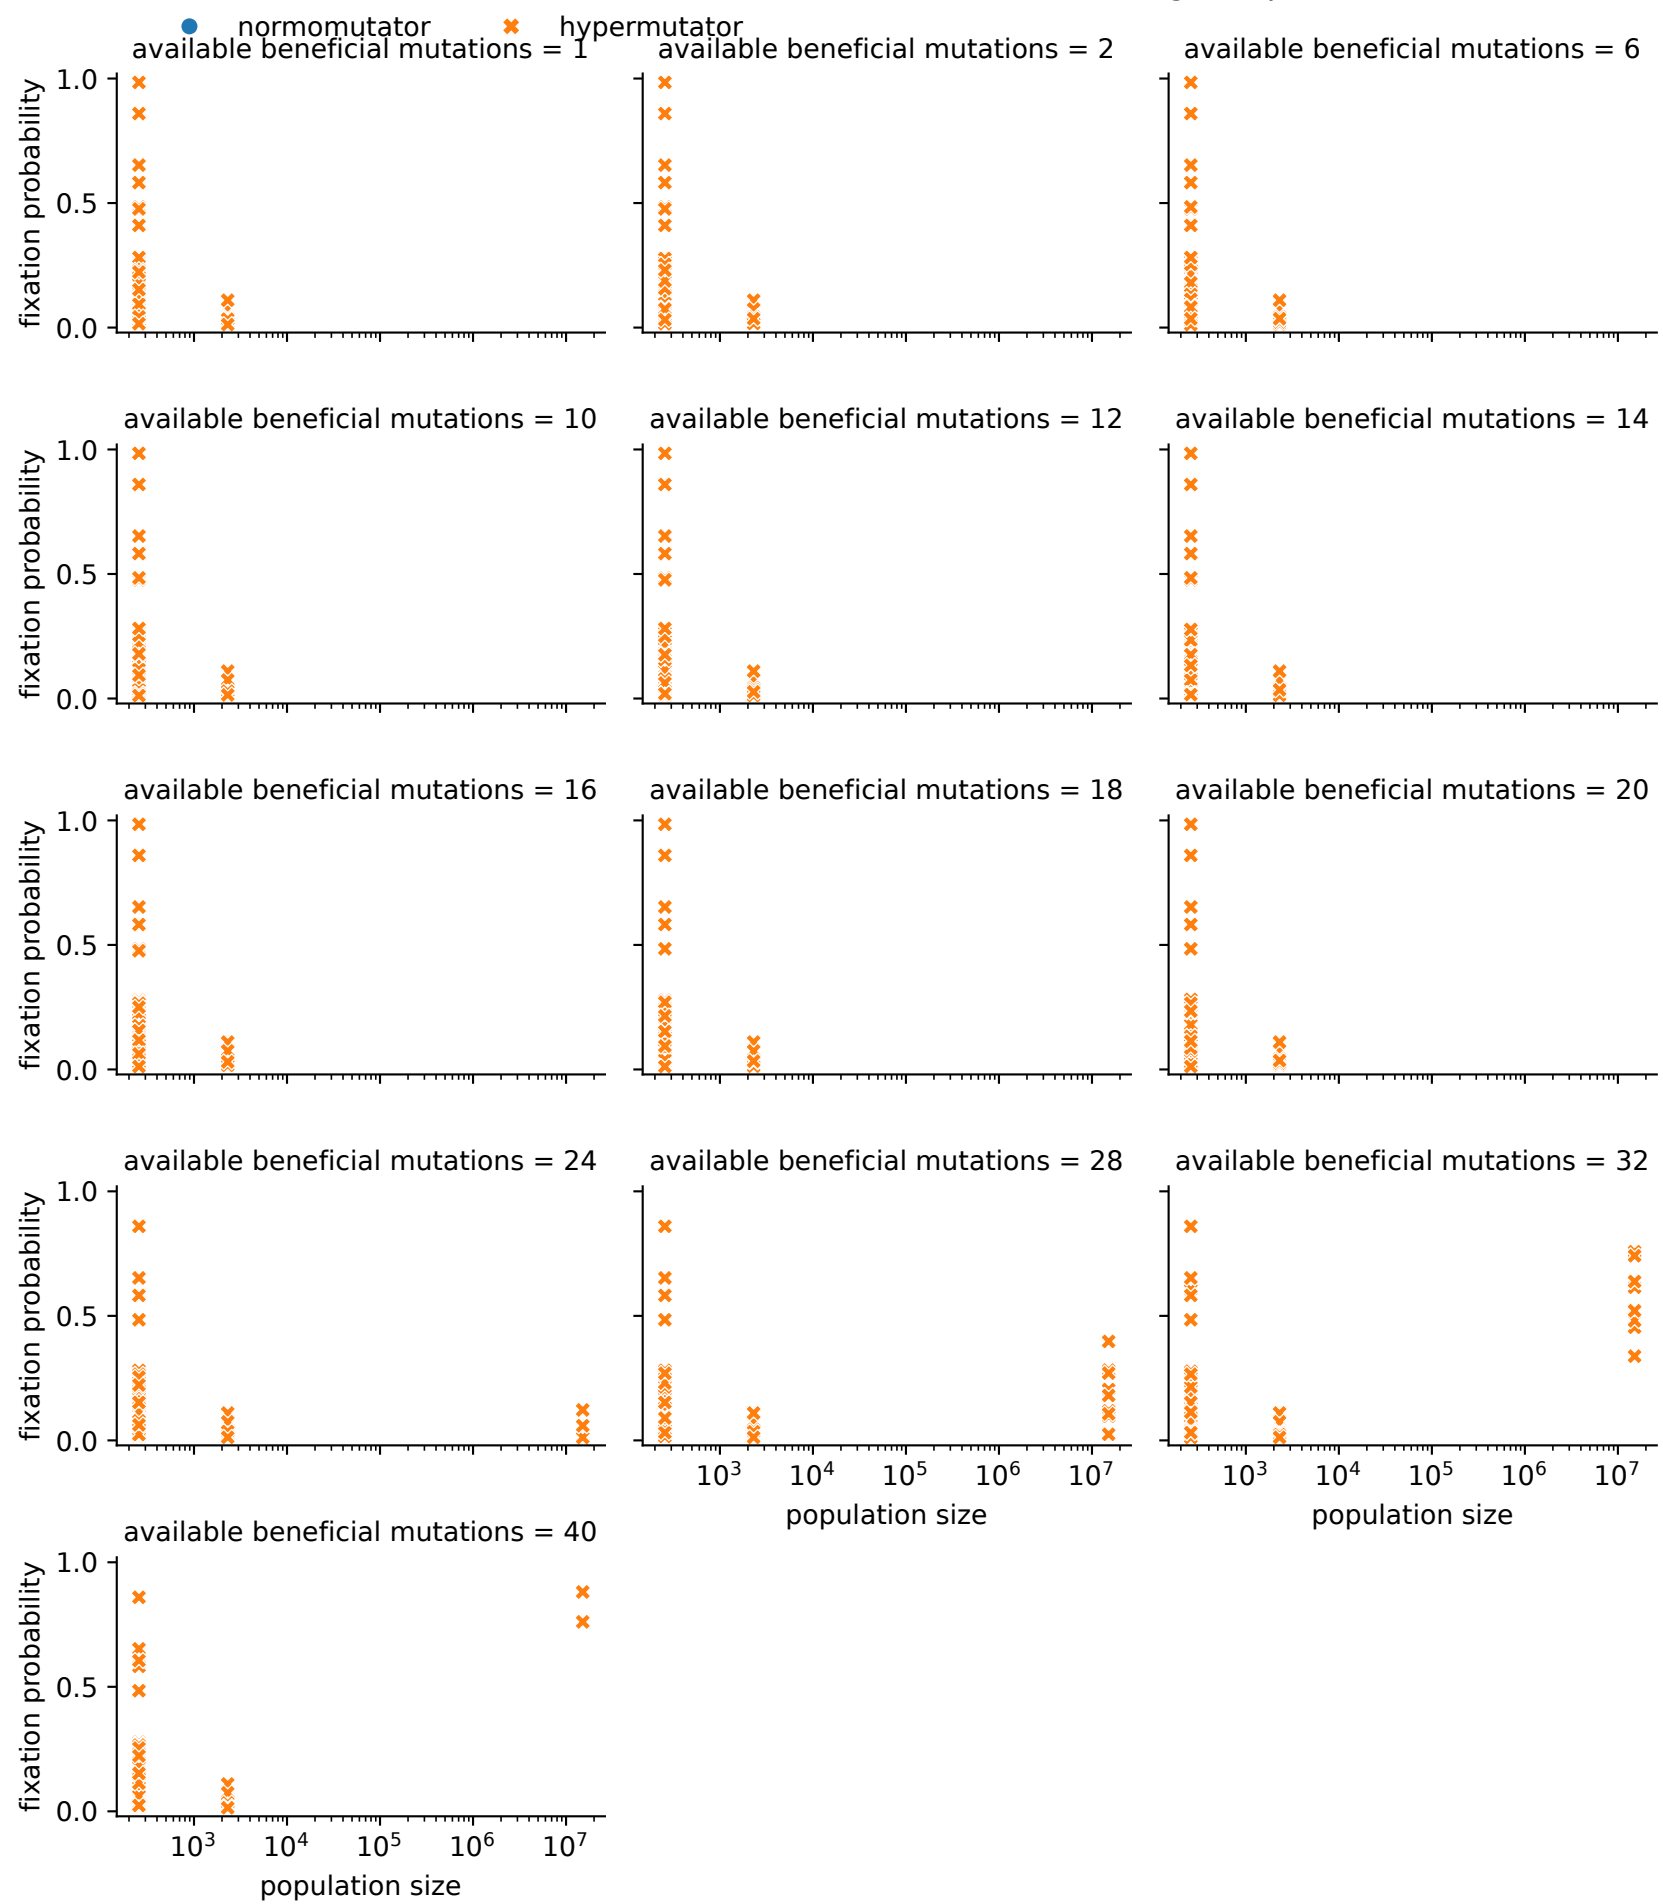 normomutator hypermutator
available beneficial mutations = 1 available beneficial mutations = 2 available beneficial mutations = 6
fixation probability
1.0
0.5
0.0
available beneficial mutations = 10 available beneficial mutations = 12 available beneficial mutations = 14
fixation probability
1.0
0.5
0.0
available beneficial mutations = 16 available beneficial mutations = 18 available beneficial mutations = 20
fixation probability
1.0
0.5
0.0
available beneficial mutations = 24 available beneficial mutations = 28 available beneficial mutations = 32
fixation probability
1.0
0.5
0.0
10³ 10⁴ 10⁵ 10⁶ 10⁷ 10³ 10⁴ 10⁵ 10⁶ 10⁷
population size population size
available beneficial mutations = 40
fixation probability
1.0
0.5
0.0
10³ 10⁴ 10⁵ 10⁶ 10⁷
population size